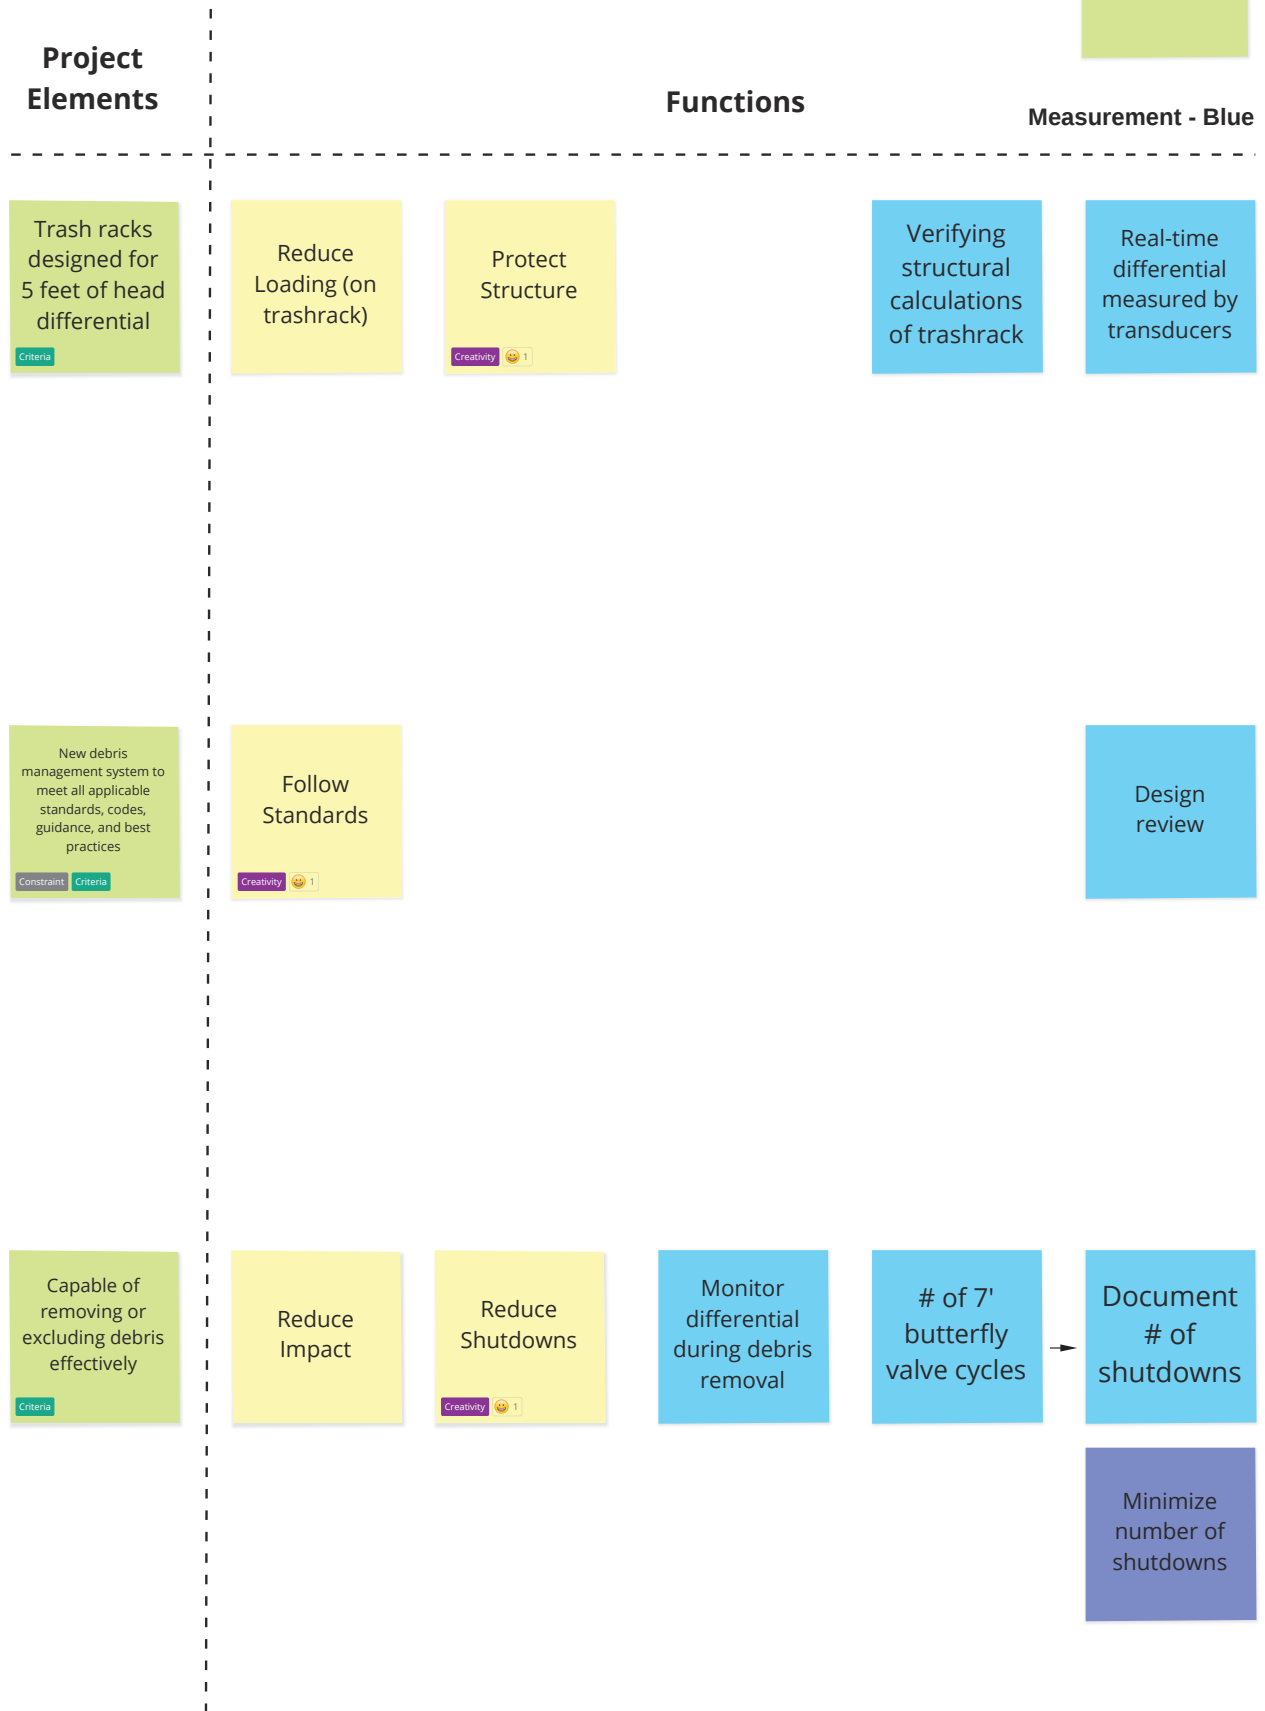 Project
Elements
Functions
Measurement - Blue
Trash racks
designed for
5 feet of head
differential
Criteria
Reduce
Loading (on
trashrack)
Protect
Structure
Creativity 1
Verifying
structural
calculations
of trashrack
Real-time
differential
measured by
transducers
New debris
management system to
meet all applicable
standards, codes,
guidance, and best
practices
Constraint Criteria
Follow
Standards
Creativity 1
Design
review
Capable of
removing or
excluding debris
effectively
Criteria
Reduce
Impact
Reduce
Shutdowns
Creativity 1
Monitor
differential
during debris
removal
# of 7'
butterfly
valve cycles
Document
# of
shutdowns
Minimize
number of
shutdowns